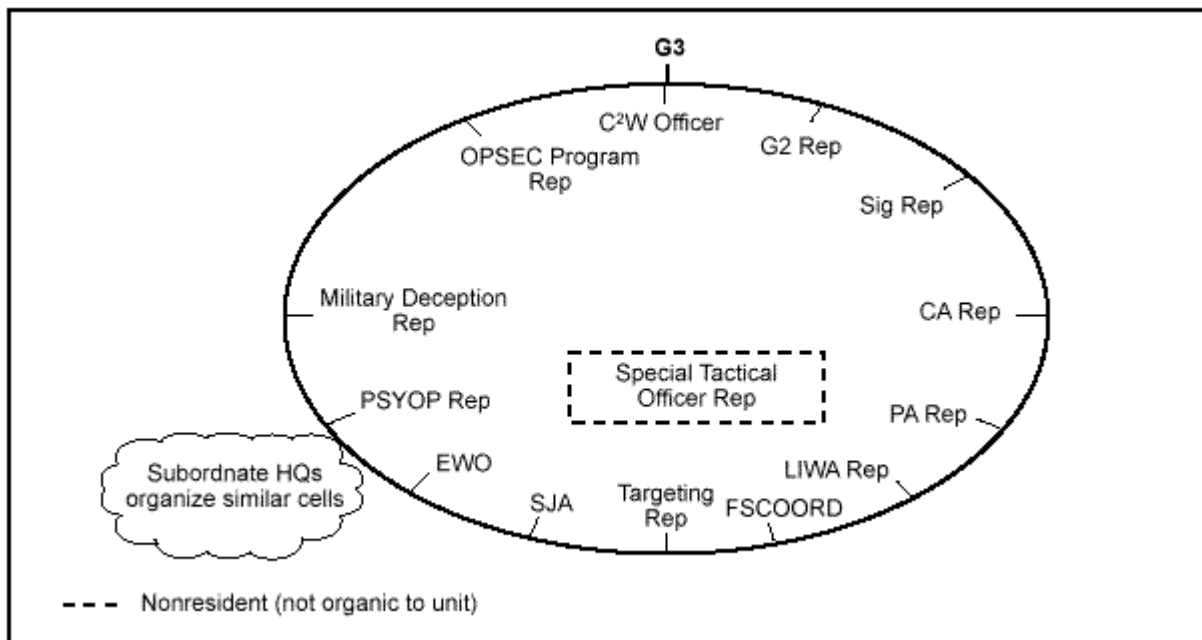 G3
C²W Officer
G2 Rep
OPSEC Program
Rep
Sig Rep
Military Deception
Rep
CA Rep
Special Tactical
Officer Rep
PSYOP Rep
PA Rep
Subordnate HQs
organize similar cells
EWO
LIWA Rep
SJA
Targeting
Rep
FSCOORD
Nonresident (not organic to unit)